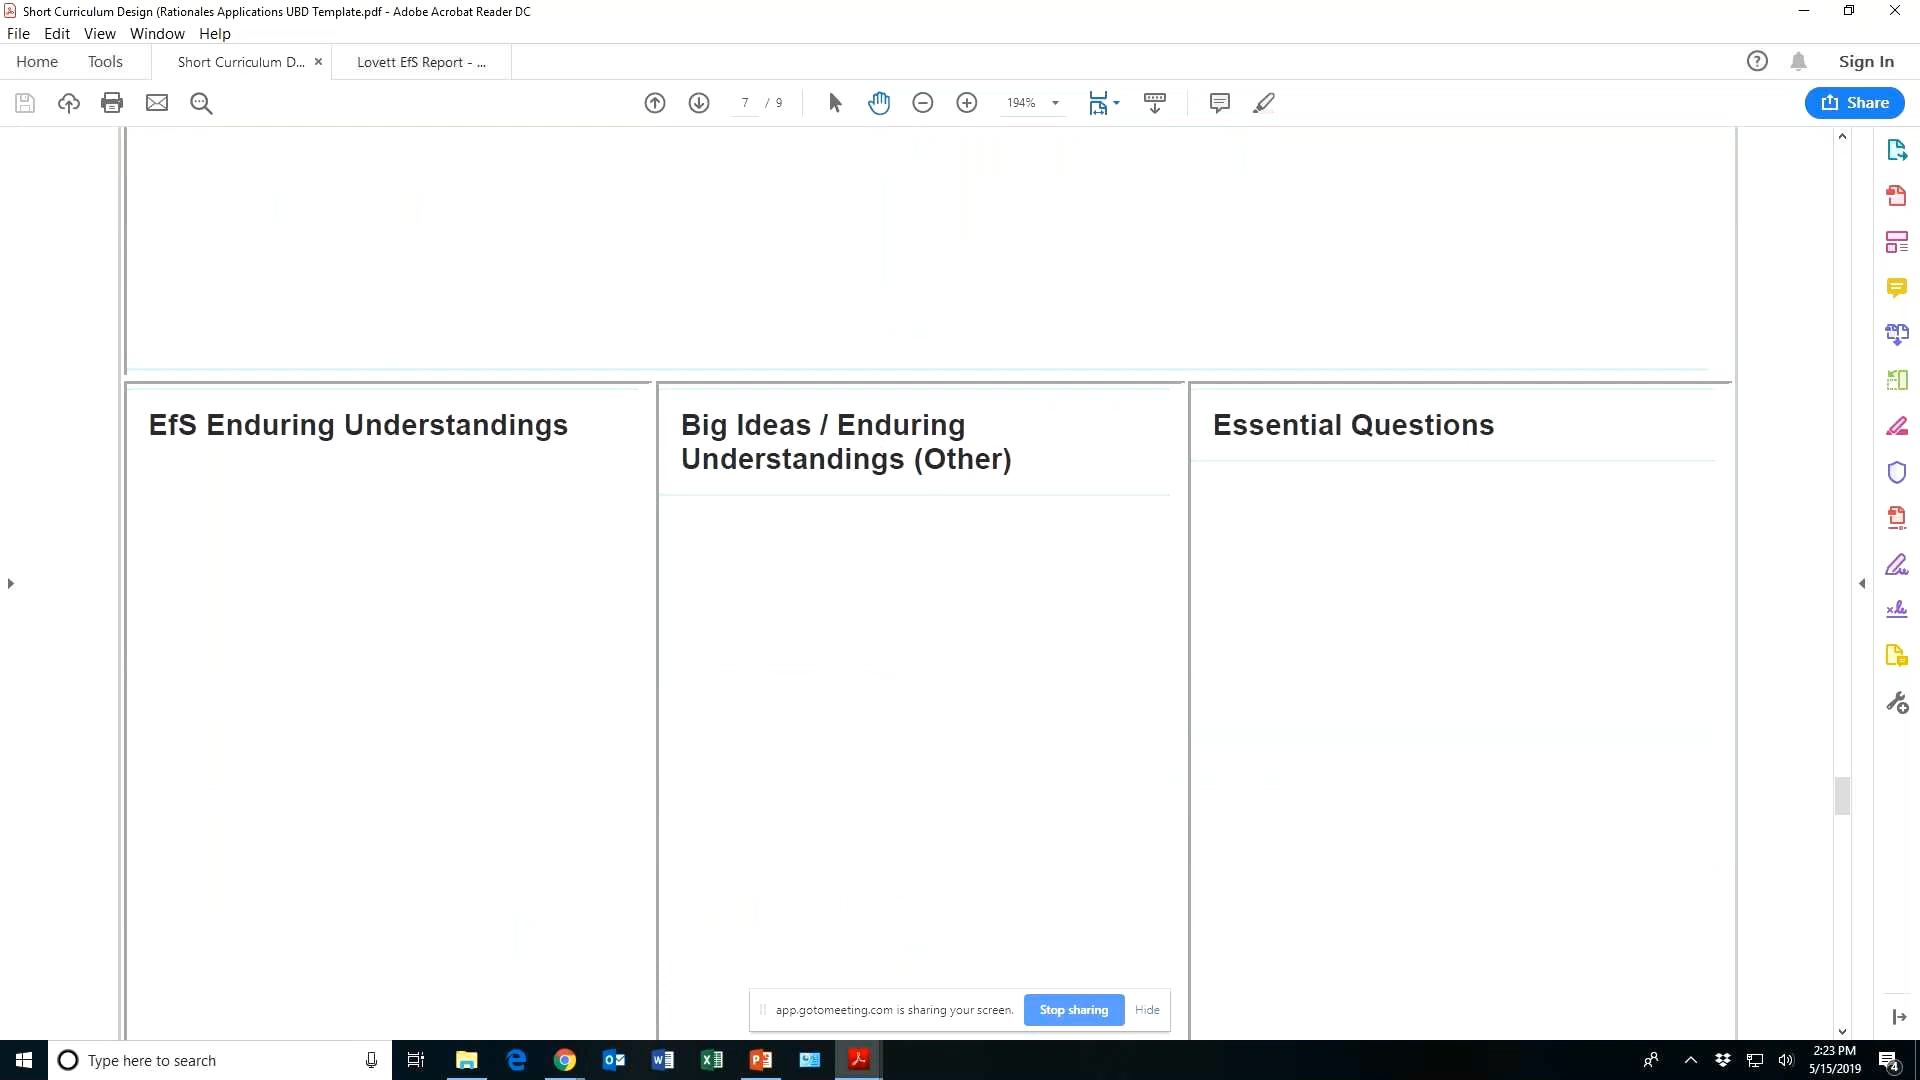 Short Curriculum Design (Rationales Applications UBD Template.pdf - Adobe Acrobat Reader DC
File Edit View Window Help
Home Tools Short Curriculum D... × Lovett EfS Report - ... Sign In
7 / 9 194% Share
EfS Enduring Understandings
Big Ideas / Enduring
Understandings (Other)
Essential Questions
app.gotomeeting.com is sharing your screen. Stop sharing Hide
Type here to search
2:23 PM
5/15/2019
4